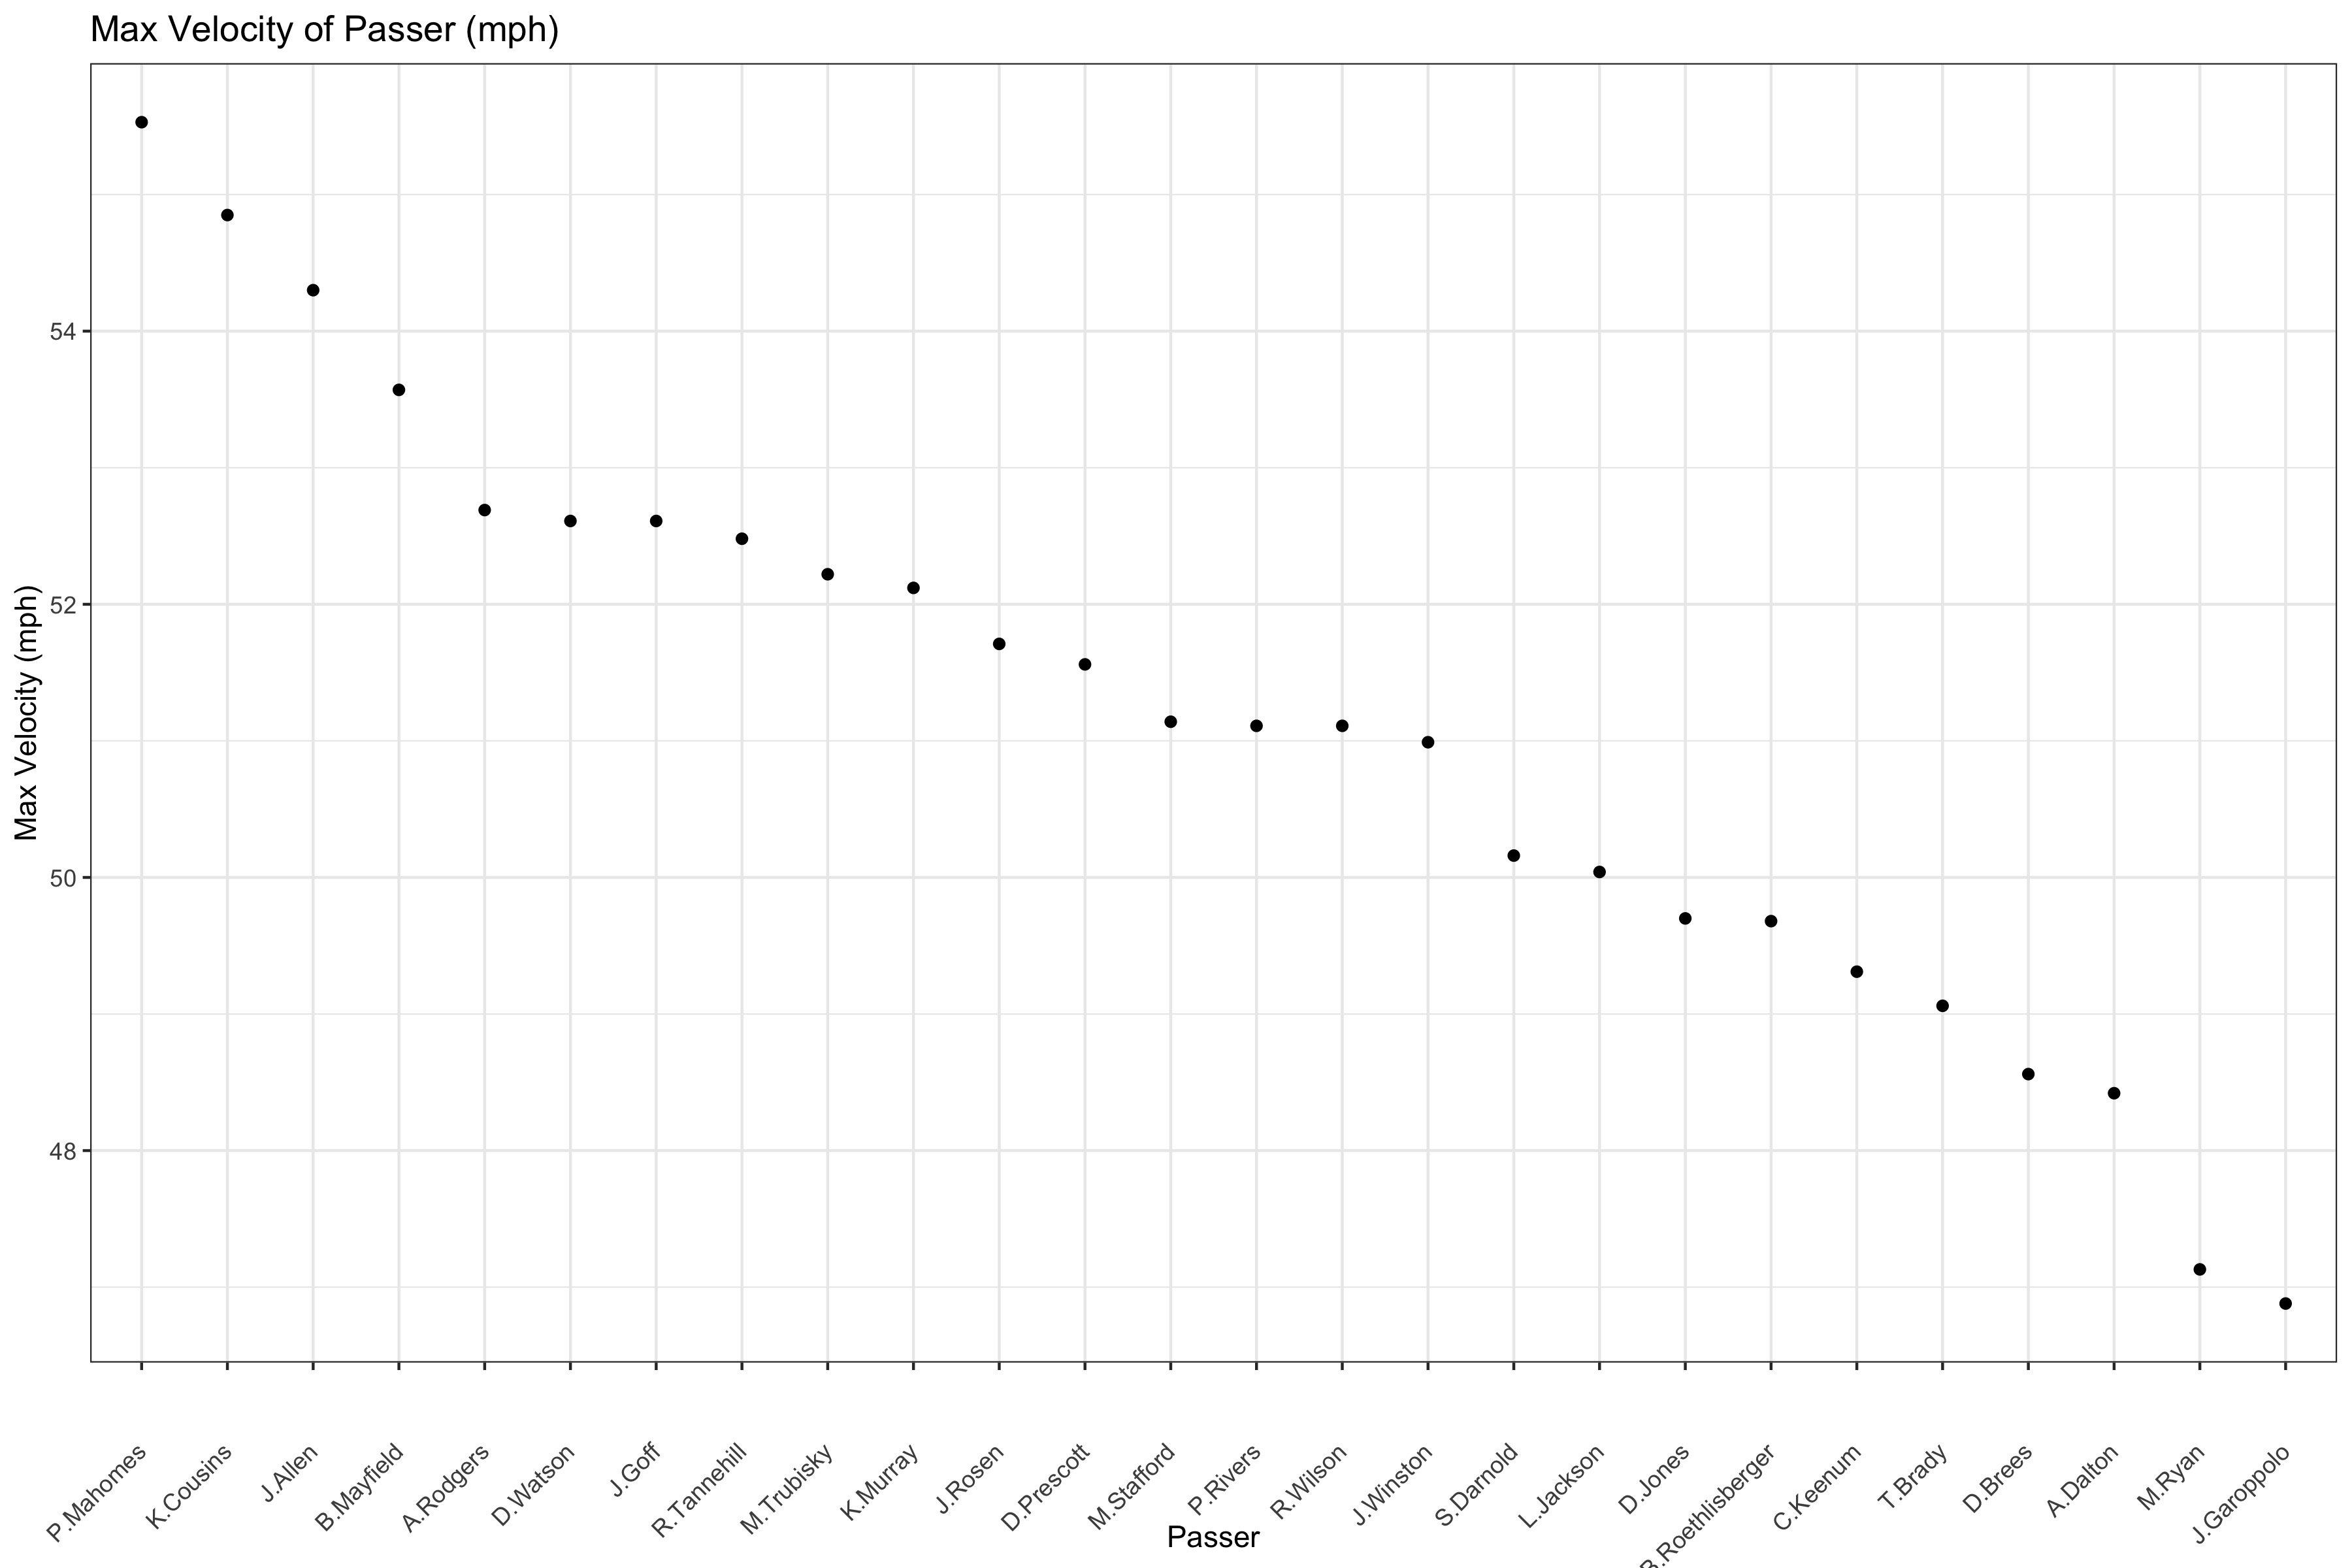 Max Velocity of Passer (mph)
Max Velocity (mph)
54
52
50
48
P.Mahomes
K.Cousins
J.Allen
B.Mayfield
A.Rodgers
D.Watson
J.Goff
R.Tannehill
M.Trubisky
K.Murray
J.Rosen
D.Prescott
M.Stafford
P.Rivers
R.Wilson
J.Winston
S.Darnold
L.Jackson
D.Jones
B.Roethlisberger
C.Keenum
T.Brady
D.Brees
A.Dalton
M.Ryan
J.Garoppolo
Passer